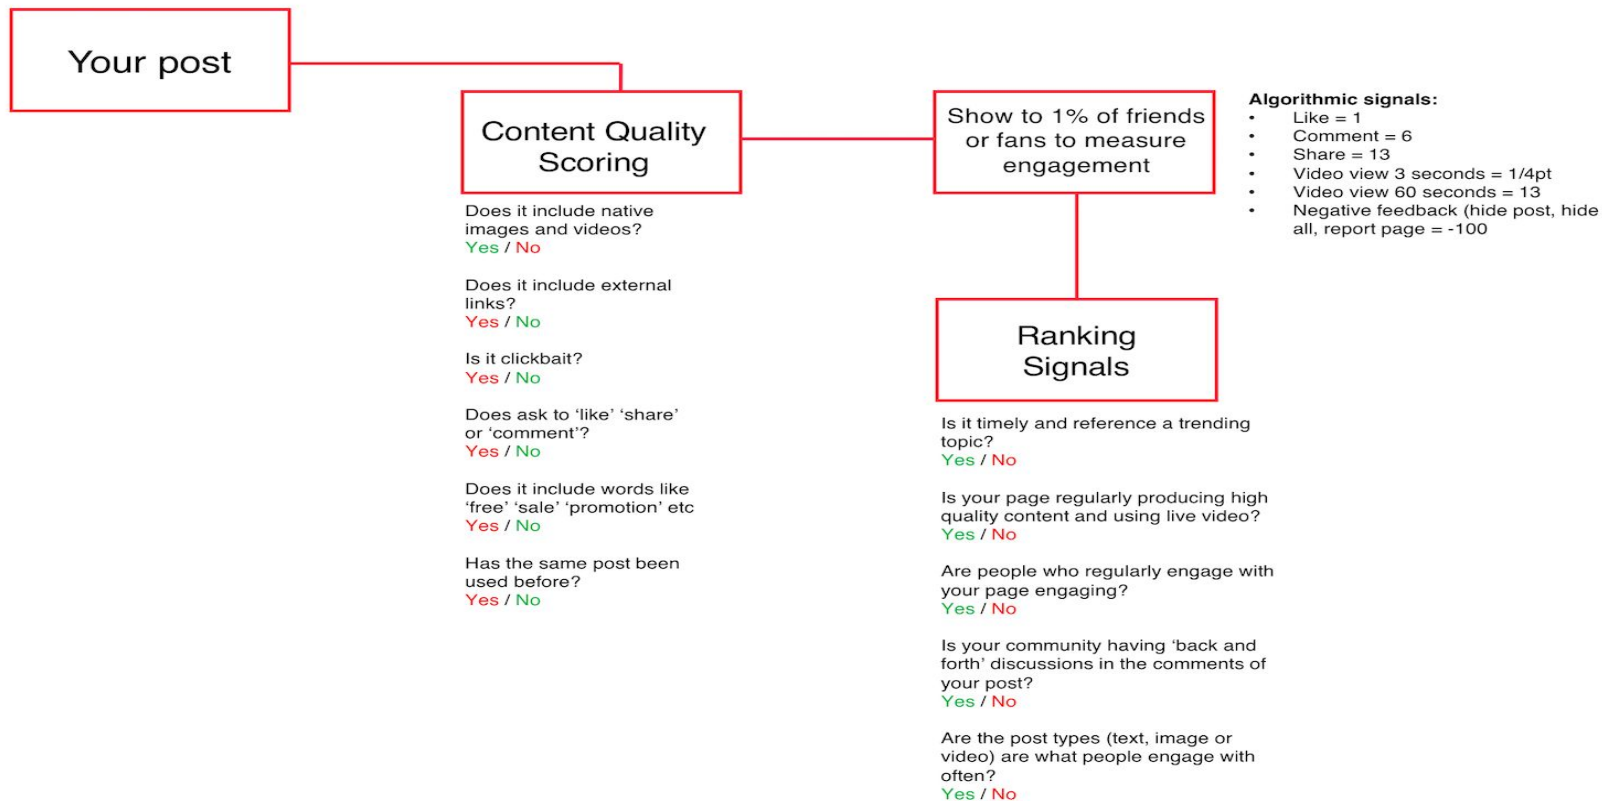 Your post
Content Quality
Scoring
Does it include native
images and videos?
Yes / No
Does it include external
links?
Yes / No
Is it clickbait?
Yes / No
Does ask to ‘like’ ‘share’
or ‘comment’?
Yes / No
Does it include words like
‘free’ ‘sale’ ‘promotion’ etc
Yes / No
Has the same post been
used before?
Yes / No
Show to 1% of friends
or fans to measure
engagement
Algorithmic signals:
• Like = 1
• Comment = 6
• Share = 13
• Video view 3 seconds = 1/4pt
• Video view 60 seconds = 13
• Negative feedback (hide post, hide
all, report page = -100
Ranking
Signals
Is it timely and reference a trending
topic?
Yes / No
Is your page regularly producing high
quality content and using live video?
Yes / No
Are people who regularly engage with
your page engaging?
Yes / No
Is your community having ‘back and
forth’ discussions in the comments of
your post?
Yes / No
Are the post types (text, image or
video) are what people engage with
often?
Yes / No